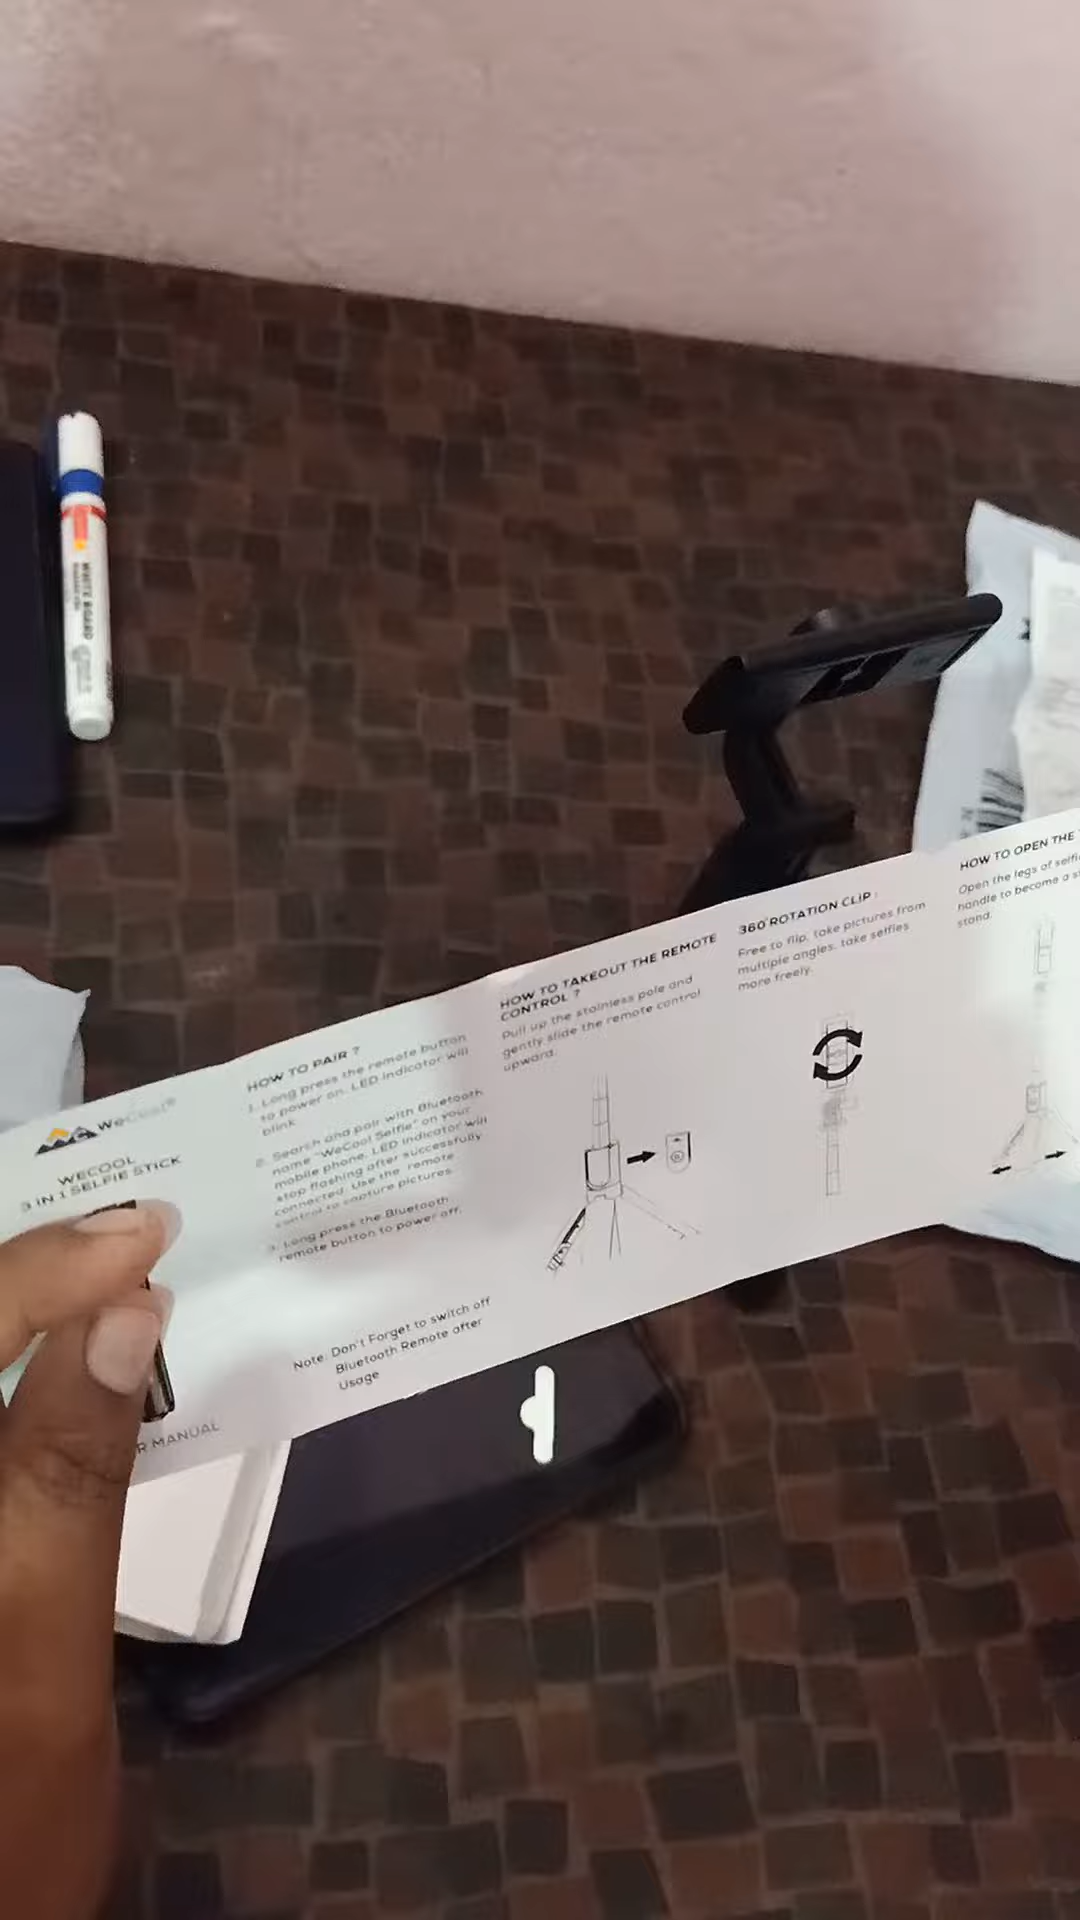 WeCool®
WECOOL
3 IN 1 SELFIE STICK
R MANUAL
HOW TO PAIR ?
1. Long press the remote button
to power on. LED indicator will
blink
2. Search and pair with Bluetooth
name "WeCool Selfie" on your
mobile phone. LED indicator will
stop flashing after successfully
connected. Use the remote
control to capture pictures.
3. Long press the Bluetooth
remote button to power off.
Note: Don't Forget to switch off
Bluetooth Remote after
Usage
HOW TO TAKEOUT THE REMOTE
CONTROL ?
Pull up the stainless pole and
gently slide the remote control
upward.
360°ROTATION CLIP :
Free to flip, take pictures from
multiple angles, take selfies
more freely.
HOW TO OPEN THE
Open the legs of selfi
handle to become a s
stand.
WHITE BOARD
MARKER